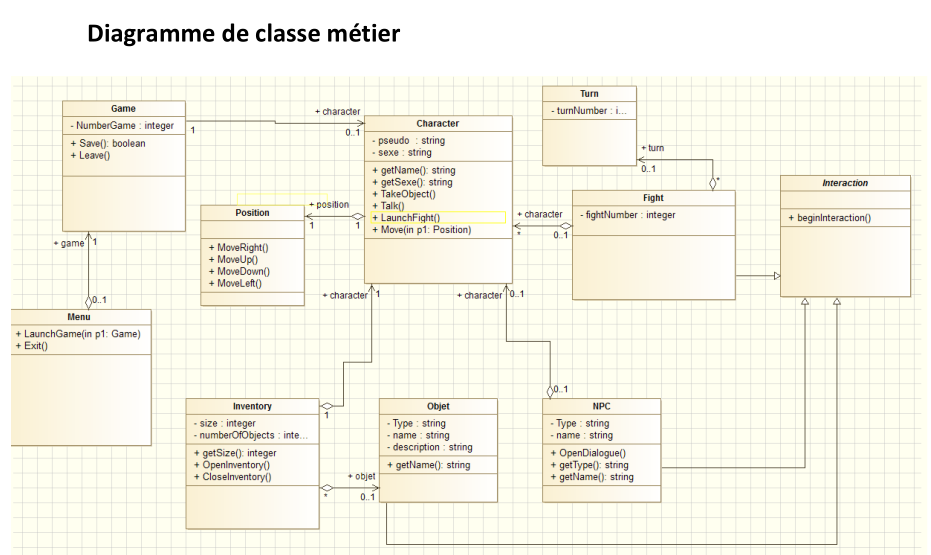 Diagramme de classe métier
Game
- NumberGame : integer
+ Save(): boolean
+ Leave()
1
+ character
0..1
Character
- pseudo : string
- sexe : string
+ getName(): string
+ getSexe(): string
+ TakeObject()
+ Talk()
+ LaunchFight()
+ Move(in p1: Position)
Turn
- turnNumber : i...
+ turn
0..1
*
Fight
- fightNumber : integer
+ character
*
0..1
Interaction
+ beginInteraction()
Position
+ MoveRight()
+ MoveUp()
+ MoveDown()
+ MoveLeft()
+ position
1
1
+ game
1
0..1
Menu
+ LaunchGame(in p1: Game)
+ Exit()
+ character
1
+ character
0..1
Inventory
- size : integer
- numberOfObjects : inte...
+ getSize(): integer
+ OpenInventory()
+ CloseInventory()
1
+ objet
*
0..1
Objet
- Type : string
- name : string
- description : string
+ getName(): string
0..1
NPC
- Type : string
- name : string
+ OpenDialogue()
+ getType(): string
+ getName(): string